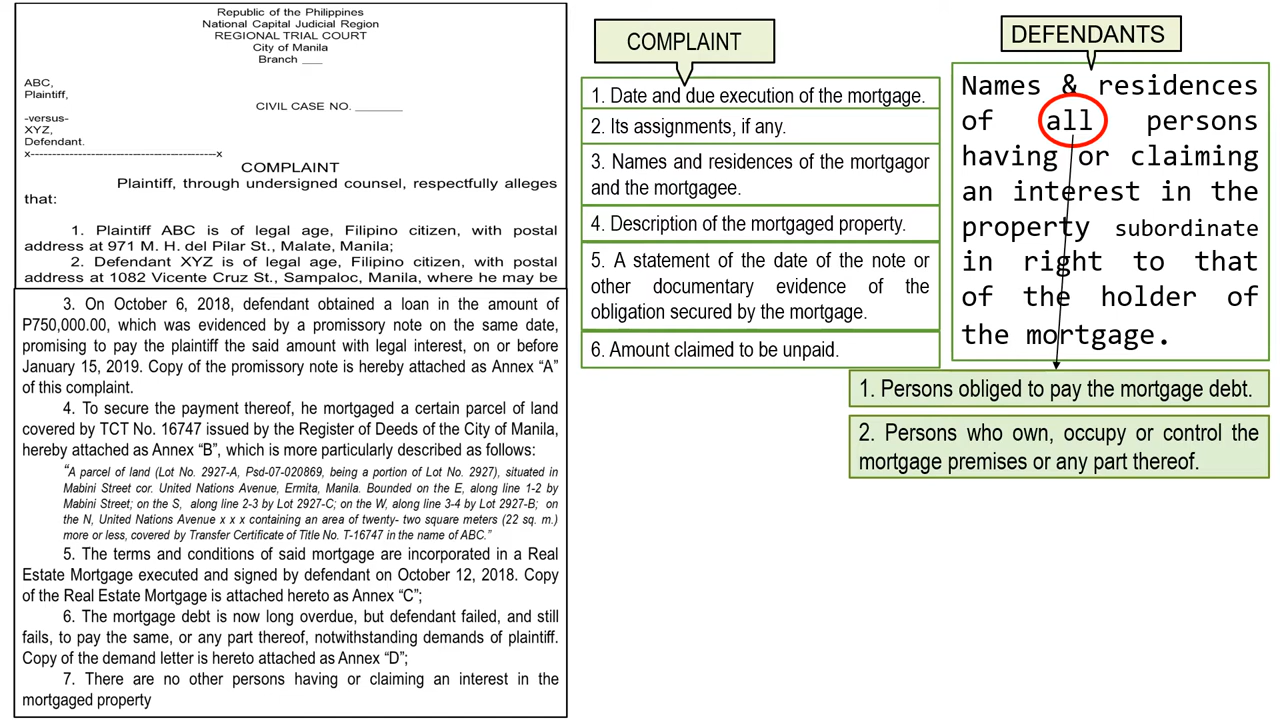 Republic of the Philippines
National Capital Judicial Region
REGIONAL TRIAL COURT
City of Manila
Branch ___
ABC,
Plaintiff,
CIVIL CASE NO. _______
-versus-
XYZ,
Defendant.
x-------------------------------------------x
COMPLAINT
Plaintiff, through undersigned counsel, respectfully alleges
that:
1. Plaintiff ABC is of legal age, Filipino citizen, with postal
address at 971 M. H. del Pilar St., Malate, Manila;
2. Defendant XYZ is of legal age, Filipino citizen, with postal
address at 1082 Vicente Cruz St., Sampaloc, Manila, where he may be
3. On October 6, 2018, defendant obtained a loan in the amount of
P750,000.00, which was evidenced by a promissory note on the same date,
promising to pay the plaintiff the said amount with legal interest, on or before
January 15, 2019. Copy of the promissory note is hereby attached as Annex “A”
of this complaint.
4. To secure the payment thereof, he mortgaged a certain parcel of land
covered by TCT No. 16747 issued by the Register of Deeds of the City of Manila,
hereby attached as Annex “B”, which is more particularly described as follows:
“A parcel of land (Lot No. 2927-A, Psd-07-020869, being a portion of Lot No. 2927), situated in
Mabini Street cor. United Nations Avenue, Ermita, Manila. Bounded on the E, along line 1-2 by
Mabini Street; on the S, along line 2-3 by Lot 2927-C; on the W, along line 3-4 by Lot 2927-B; on
the N, United Nations Avenue x x x containing an area of twenty- two square meters (22 sq. m.)
more or less, covered by Transfer Certificate of Title No. T-16747 in the name of ABC.”
5. The terms and conditions of said mortgage are incorporated in a Real
Estate Mortgage executed and signed by defendant on October 12, 2018. Copy
of the Real Estate Mortgage is attached hereto as Annex “C”;
6. The mortgage debt is now long overdue, but defendant failed, and still
fails, to pay the same, or any part thereof, notwithstanding demands of plaintiff.
Copy of the demand letter is hereto attached as Annex “D”;
7. There are no other persons having or claiming an interest in the
mortgaged property
COMPLAINT
1. Date and due execution of the mortgage.
2. Its assignments, if any.
3. Names and residences of the mortgagor
and the mortgagee.
4. Description of the mortgaged property.
5. A statement of the date of the note or
other documentary evidence of the
obligation secured by the mortgage.
6. Amount claimed to be unpaid.
DEFENDANTS
Names & residences
of all persons
having or claiming
an interest in the
property subordinate
in right to that
of the holder of
the mortgage.
1. Persons obliged to pay the mortgage debt.
2. Persons who own, occupy or control the
mortgage premises or any part thereof.